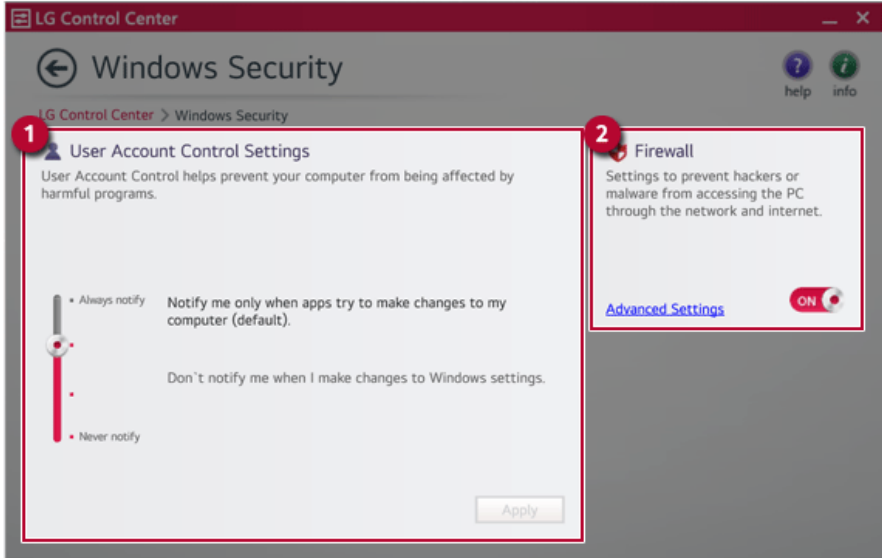 LG Control Center
Windows Security
help
info
LG Control Center > Windows Security
1
User Account Control Settings
User Account Control helps prevent your computer from being affected by
harmful programs.
Always notify
Notify me only when apps try to make changes to my
computer (default).
Don`t notify me when I make changes to Windows settings.
Never notify
Apply
2
Firewall
Settings to prevent hackers or
malware from accessing the PC
through the network and internet.
Advanced Settings
ON